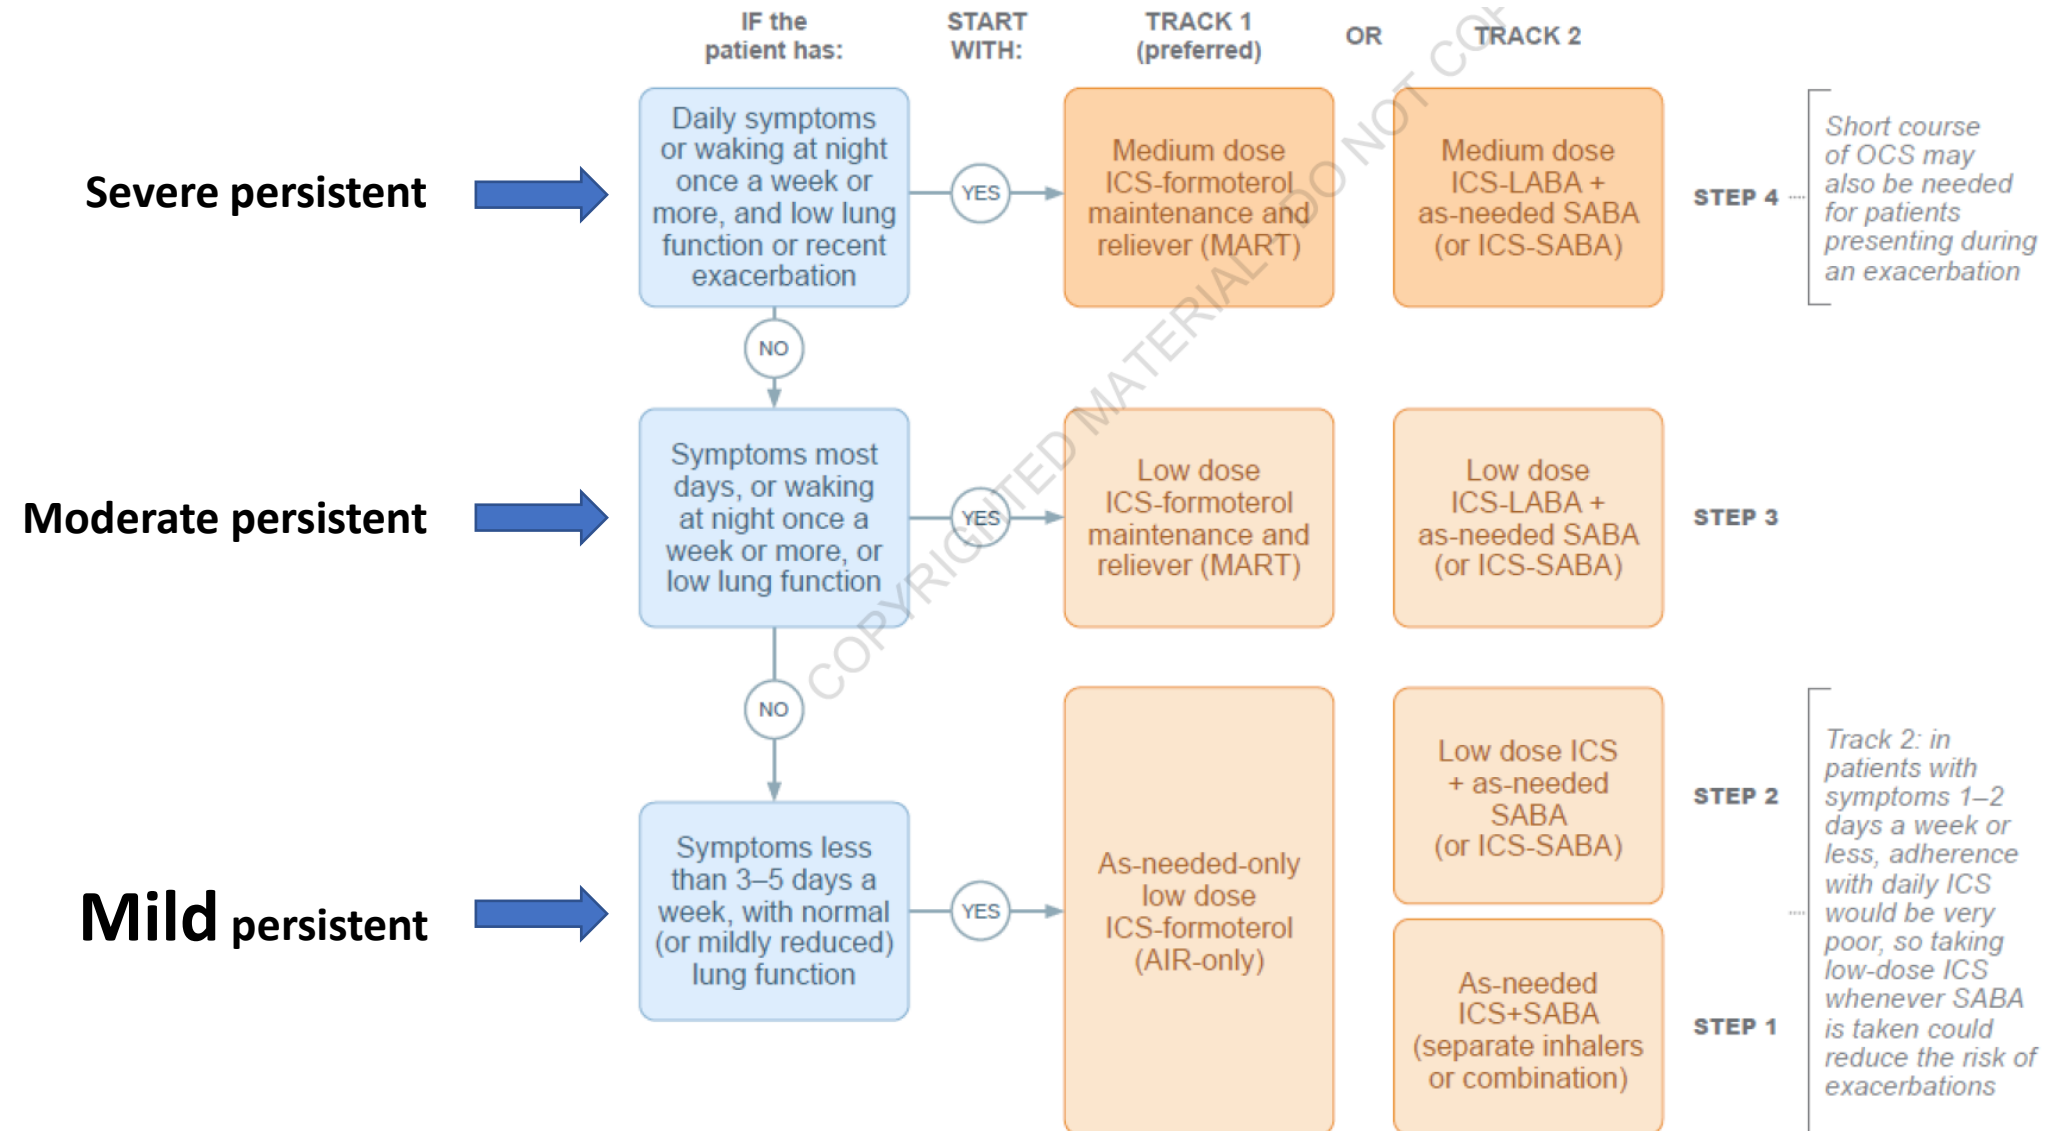 IF the
patient has:
START
WITH:
TRACK 1
(preferred)
OR
TRACK 2
Severe persistent
Daily symptoms
or waking at night
once a week or
more, and low lung
function or recent
exacerbation
YES
Medium dose
ICS-formoterol
maintenance and
reliever (MART)
Medium dose
ICS-LABA +
as-needed SABA
(or ICS-SABA)
STEP 4
Short course
of OCS may
also be needed
for patients
presenting during
an exacerbation
NO
Moderate persistent
Symptoms most
days, or waking
at night once a
week or more, or
low lung function
YES
Low dose
ICS-formoterol
maintenance and
reliever (MART)
Low dose
ICS-LABA +
as-needed SABA
(or ICS-SABA)
STEP 3
NO
Mild persistent
Symptoms less
than 3–5 days a
week, with normal
(or mildly reduced)
lung function
YES
As-needed-only
low dose
ICS-formoterol
(AIR-only)
Low dose ICS
+ as-needed
SABA
(or ICS-SABA)
STEP 2
As-needed
ICS+SABA
(separate inhalers
or combination)
STEP 1
Track 2: in
patients with
symptoms 1–2
days a week or
less, adherence
with daily ICS
would be very
poor, so taking
low-dose ICS
whenever SABA
is taken could
reduce the risk of
exacerbations
COPYRIGHTED MATERIAL - DO NOT COP